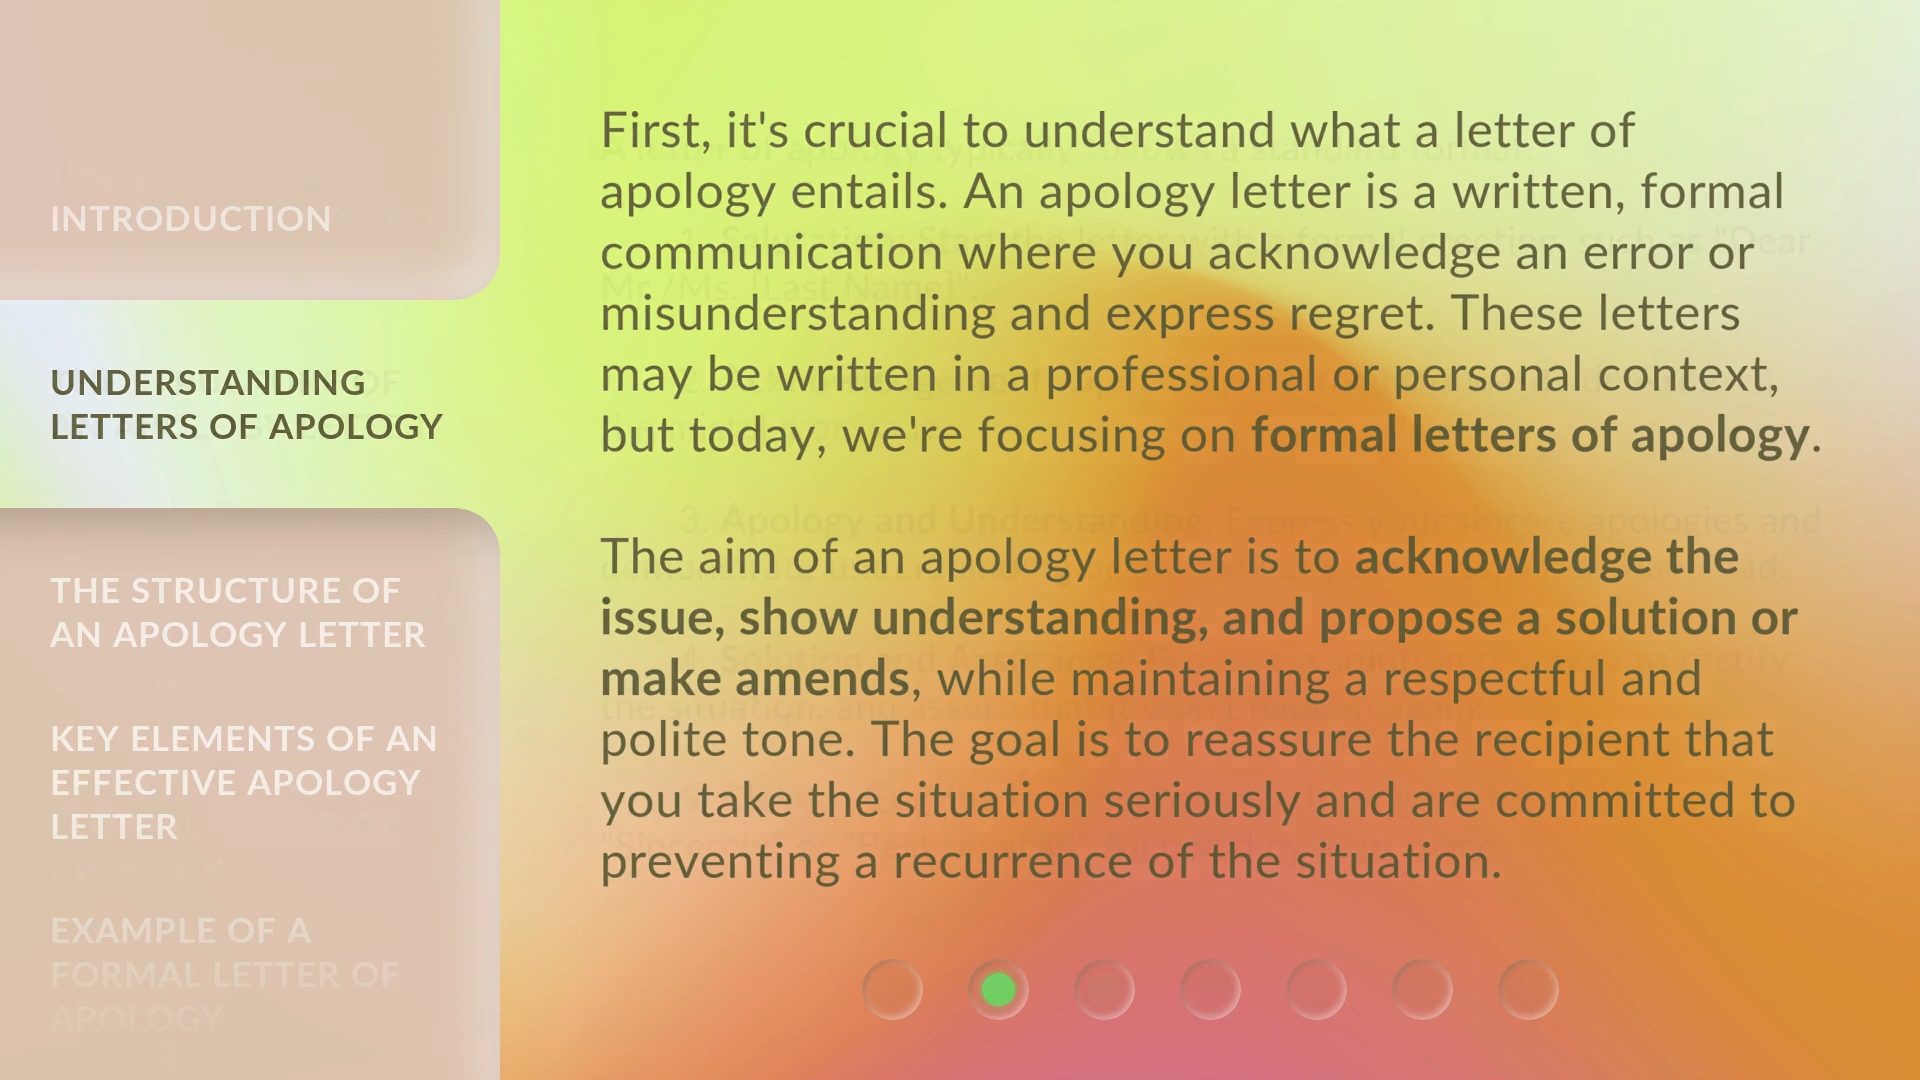 INTRODUCTION
UNDERSTANDING
LETTERS OF APOLOGY
THE STRUCTURE OF
AN APOLOGY LETTER
KEY ELEMENTS OF AN
EFFECTIVE APOLOGY
LETTER
EXAMPLE OF A
FORMAL LETTER OF
APOLOGY
First, it's crucial to understand what a letter of
apology entails. An apology letter is a written, formal
communication where you acknowledge an error or
misunderstanding and express regret. These letters
may be written in a professional or personal context,
but today, we're focusing on formal letters of apology.
The aim of an apology letter is to acknowledge the
issue, show understanding, and propose a solution or
make amends, while maintaining a respectful and
polite tone. The goal is to reassure the recipient that
you take the situation seriously and are committed to
preventing a recurrence of the situation.